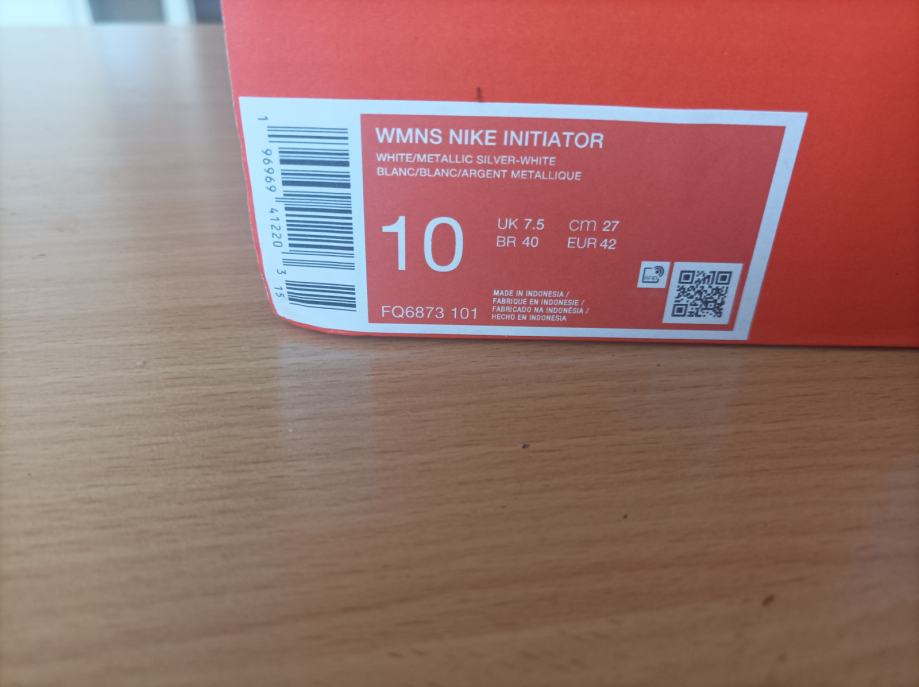 WMNS NIKE INITIATOR
WHITE/METALLIC SILVER-WHITE
BLANC/BLANC/ARGENT METALLIQUE
10
UK 7.5 cm 27
BR 40 EUR 42
MADE IN INDONESIA /
FABRIQUE EN INDONESIE /
FABRICADO NA INDONÉSIA /
HECHO EN INDONESIA
FQ6873 101
1 96969 41220 3 15